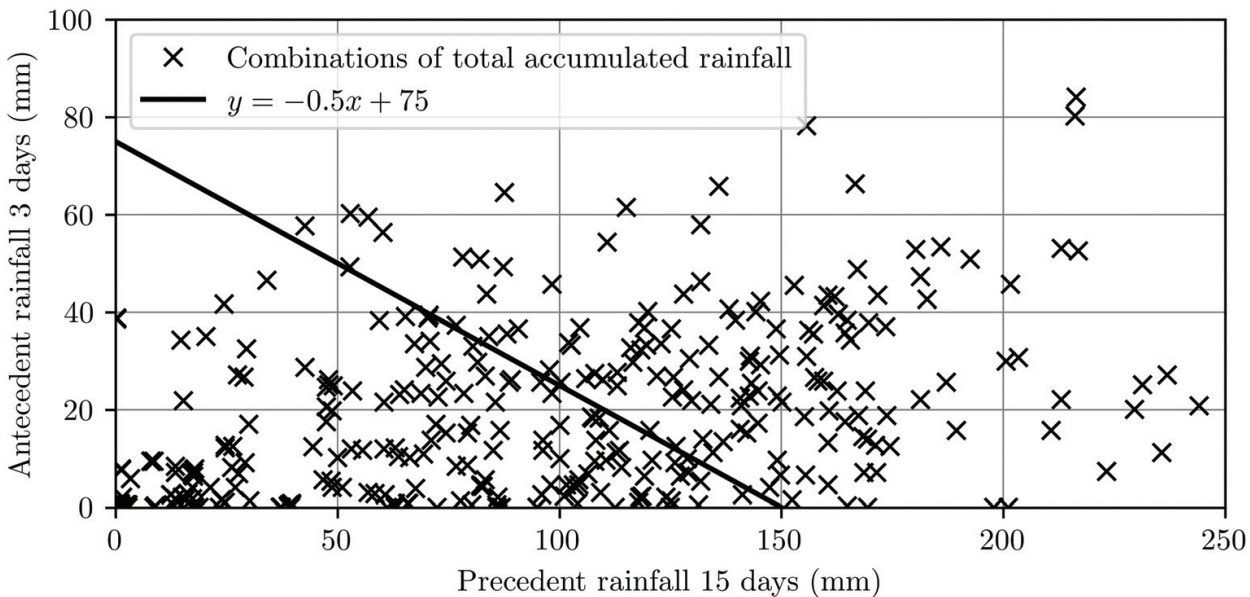 100
80
60
40
20
0
Antecedent rainfall 3 days (mm)
Combinations of total accumulated rainfall
y = −0.5x + 75
0 50 100 150 200 250
Precedent rainfall 15 days (mm)